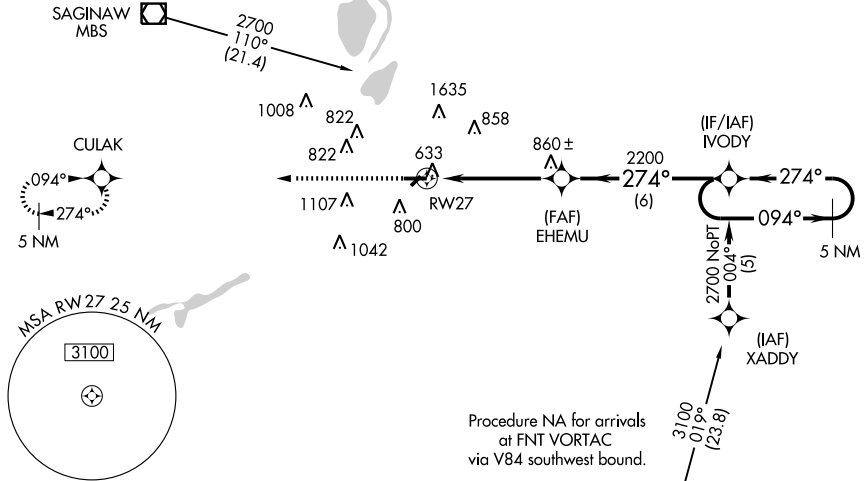 SAGINAW
MBS
2700
110°
(21.4)
1635
1008
822
858
822
CULAK
094°
274°
5 NM
633
RW27
1107
800
1042
860 ±
(FAF)
EHEMU
2200
274°
(6)
(IF/IAF)
IVODY
274°
094°
5 NM
2700 NoPT
004°
(5)
(IAF)
XADDY
3100
019°
(23.8)
MSA RW 27 25 NM
3100
Procedure NA for arrivals
at FNT VORTAC
via V84 southwest bound.